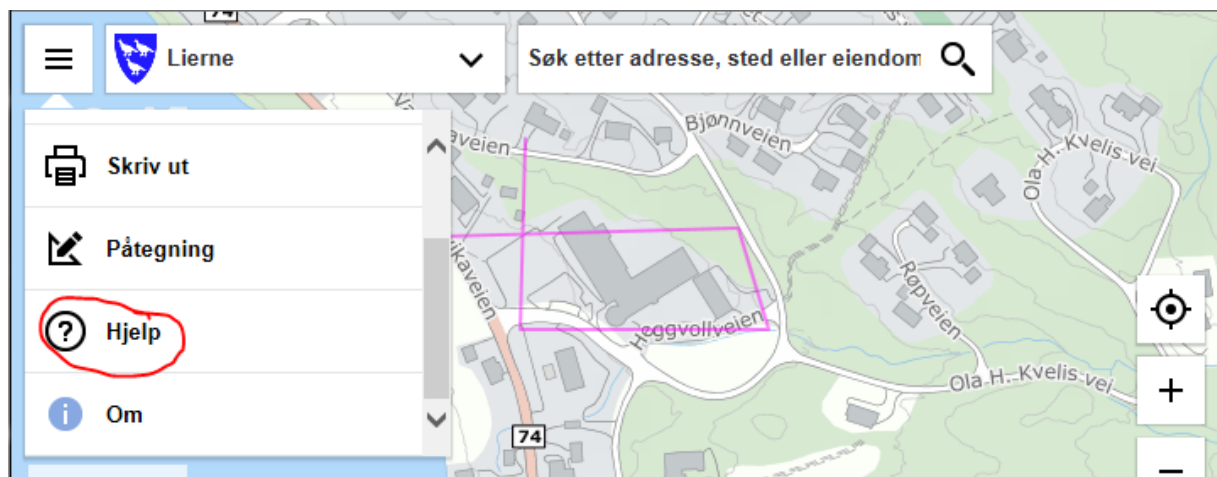 74
Lierne
Søk etter adresse, sted eller eiendom
Skriv ut
Påtegning
Hjelp
Om
Bjønnveien
Ola H. Kvelis vei
Røpveien
Heggvollveien
Ola H. Kvelis vei
74